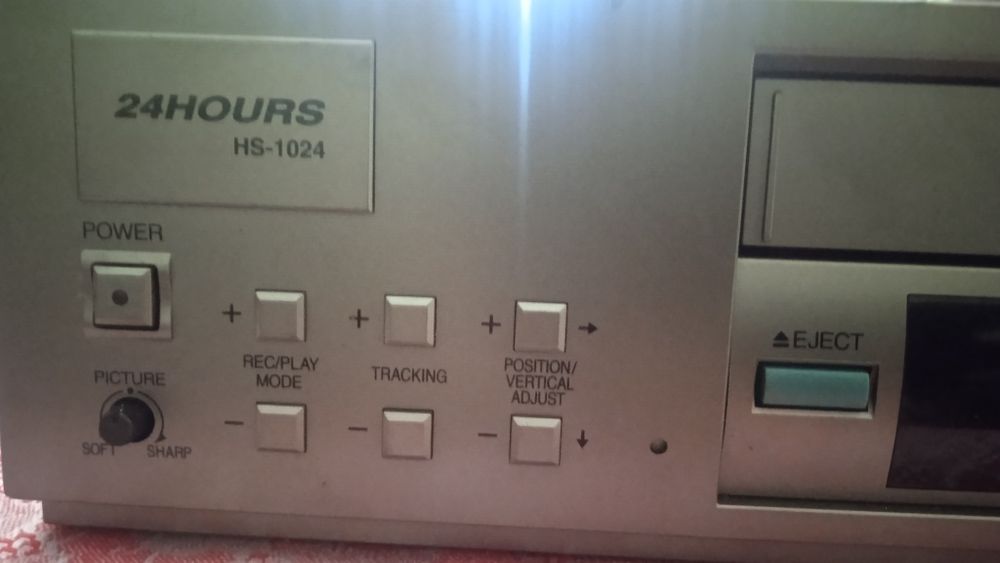 24HOURS
HS-1024
POWER
+
+
+ →
REC/PLAY
MODE
TRACKING
POSITION/
VERTICAL
ADJUST
−
−
− ↓
PICTURE
SOFT SHARP
⏏EJECT